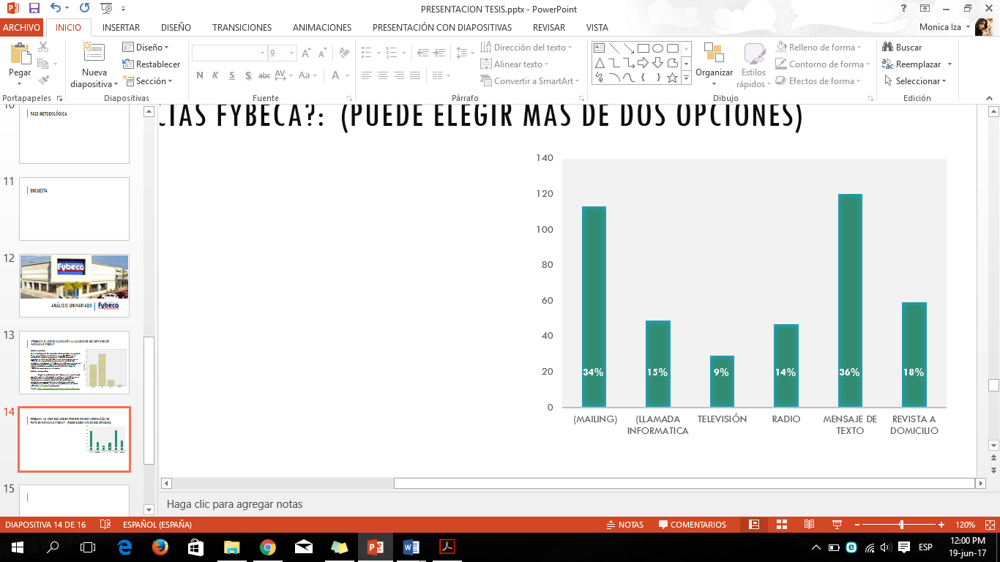 PRESENTACION TESIS.pptx - PowerPoint
?
ARCHIVO INICIO INSERTAR DISEÑO TRANSICIONES ANIMACIONES PRESENTACIÓN CON DIAPOSITIVAS REVISAR VISTA Monica Iza
Pegar
Portapapeles
Nueva diapositiva
Diseño
Restablecer
Sección
Diapositivas
9
N K S S abc AV Aa A
Fuente
Dirección del texto
Alinear texto
Convertir a SmartArt
Párrafo
Organizar
Estilos rápidos
Relleno de forma
Contorno de forma
Efectos de forma
Dibujo
Buscar
Reemplazar
Seleccionar
Edición
10
FASE METODOLÓGICA
11
ENCUESTA
12
Fybeca
ANÁLISIS UNIVARIADO Fybeca
13
14
15
CIAS FYBECA?: (PUEDE ELEGIR MÁS DE DOS OPCIONES)
140
120
100
80
60
40
20
0
34% 15% 9% 14% 36% 18%
(MAILING) (LLAMADA INFORMATICA TELEVISIÓN RADIO MENSAJE DE TEXTO REVISTA A DOMICILIO
Haga clic para agregar notas
DIAPOSITIVA 14 DE 16 ESPAÑOL (ESPAÑA) NOTAS COMENTARIOS 120%
ESP
12:00 PM
19-jun-17